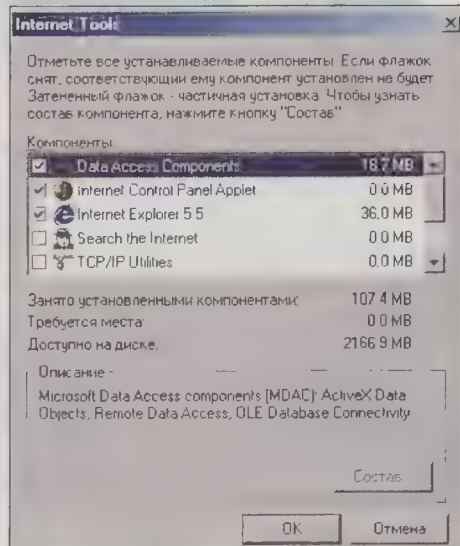 Internet Tools
Отметьте все устанавливаемые компоненты. Если флажок
снят, соответствующий ему компонент установлен на будет
Затененный флажок - частичная установка. Чтобы узнать
состав компонента, нажмите кнопку "Состав"
Компоненты
Data Access Components 18.7 MB
Internet Control Panel Applet 0.0 MB
Internet Explorer 5.5 36.0 MB
Search the Internet 0.0 MB
TCP/IP Utilities 0.0 MB
Занято установленными компонентами: 107.4 MB
Требуется места: 0.0 MB
Доступно на диске: 2166.9 MB
Описание
Microsoft Data Access components (MDAC): ActiveX Data
Objects, Remote Data Access, OLE Database Connectivity
Состав
OK Отмена